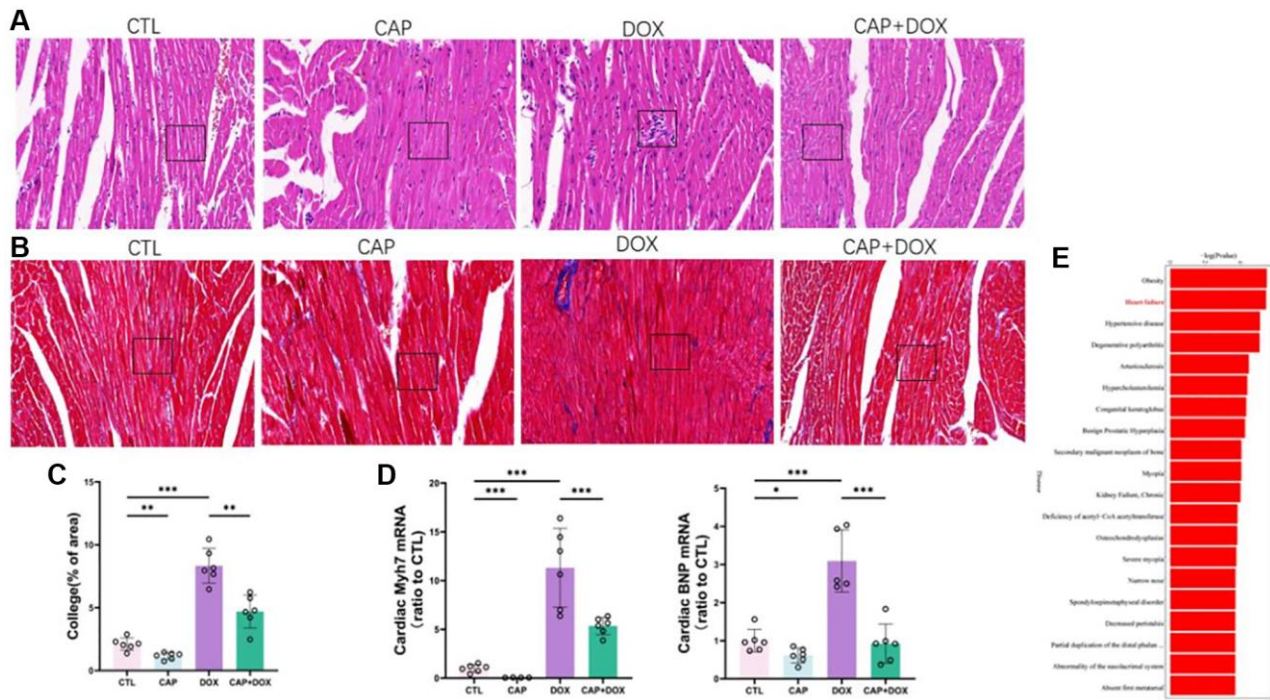 A
CTL CAP DOX CAP+DOX
B
CTL CAP DOX CAP+DOX
C
College(% of area)
15
10
5
0
CTL CAP DOX CAP+DOX
*** ** **
D
Cardiac Myh7 mRNA
(ratio to CTL)
20
15
10
5
0
CTL CAP DOX CAP+DOX
*** *** ***
Cardiac BNP mRNA
(ratio to CTL)
5
4
3
2
1
0
CTL CAP DOX CAP+DOX
*** * ***
E
−log(Pvalue)
Disease
Obesity
Heart failure
Hypertensive disease
Degenerative polyarthritis
Arteriosclerosis
Hypercholesterolemia
Congenital keratoglobus
Benign Prostatic Hyperplasia
Secondary malignant neoplasm of bone
Myopia
Kidney Failure, Chronic
Deficiency of acetyl-CoA acetyltransferase
Osteochondrodysplasias
Severe myopia
Narrow nose
Spondyloepimetaphyseal disorder
Decreased peristalsis
Partial duplication of the distal phalan ...
Abnormality of the nasolacrimal system
Absent first metatarsal